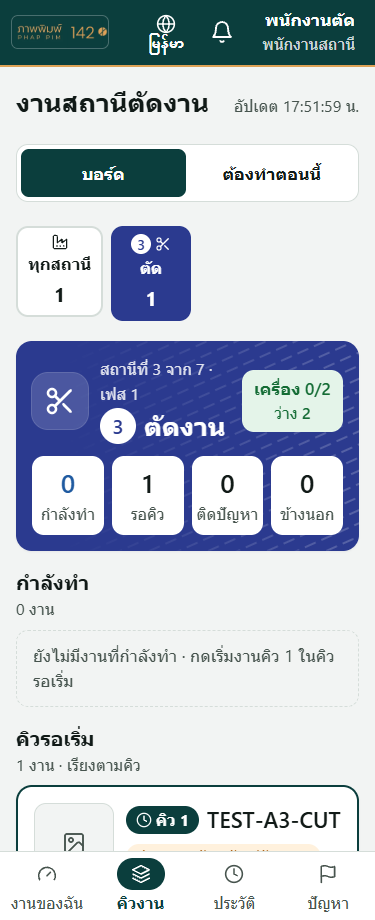 ภาพพิมพ์ 142
PHAP PIM
မြန်မာ
พนักงานตัด
พนักงานสถานี
งานสถานีตัดงาน
อัปเดต 17:51:59 น.
บอร์ด
ต้องทำตอนนี้
ทุกสถานี
1
3
ตัด
1
สถานีที่ 3 จาก 7 ·
เฟส 1
3 ตัดงาน
เครื่อง 0/2
ว่าง 2
0
กำลังทำ
1
รอคิว
0
ติดปัญหา
0
ข้างนอก
กำลังทำ
0 งาน
ยังไม่มีงานที่กำลังทำ · กดเริ่มงานคิว 1 ในคิว
รอเริ่ม
คิวรอเริ่ม
1 งาน · เรียงตามคิว
คิว 1 TEST-A3-CUT
งานของฉัน
คิวงาน
ประวัติ
ปัญหา